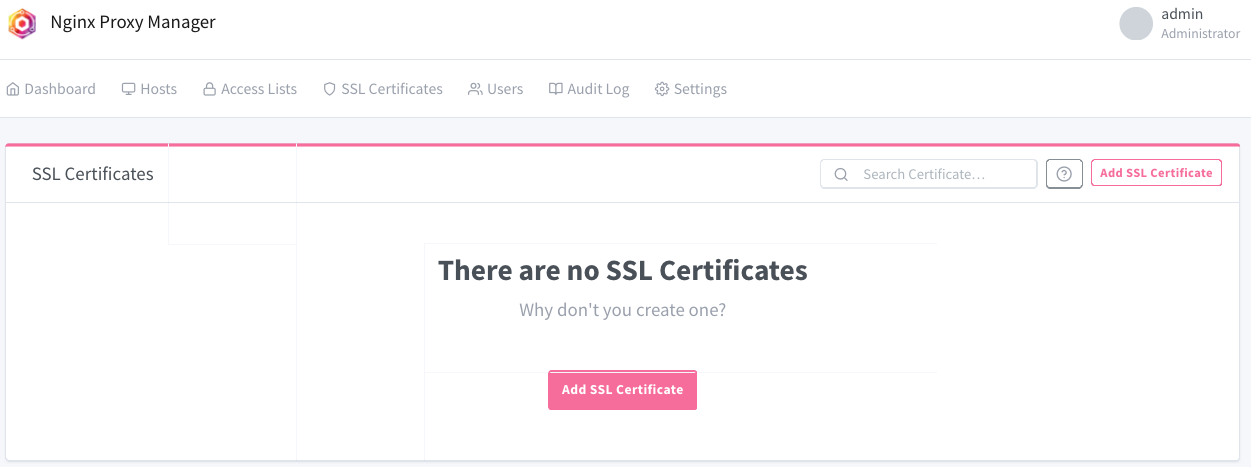 Nginx Proxy Manager
admin
Administrator
Dashboard Hosts Access Lists SSL Certificates Users Audit Log Settings
SSL Certificates Search Certificate… Add SSL Certificate
There are no SSL Certificates
Why don't you create one?
Add SSL Certificate